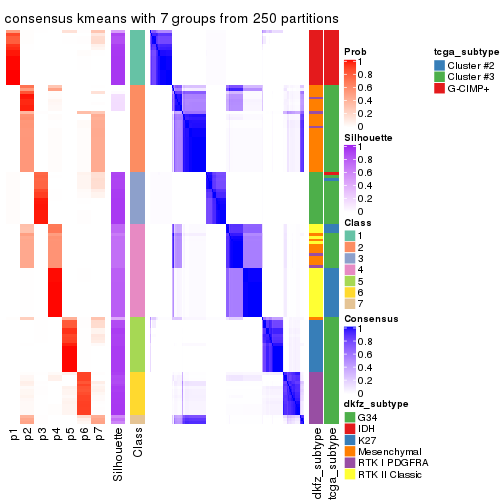 consensus kmeans with 7 groups from 250 partitions
p1
p2
p3
p4
p5
p6
p7
Silhouette
Class
dkfz_subtype
tcga_subtype
Prob
1
0.8
0.6
0.4
0.2
0
Silhouette
1
0.8
0.6
0.4
0.2
0
Class
1
2
3
4
5
6
7
Consensus
1
0.8
0.6
0.4
0.2
0
dkfz_subtype
G34
IDH
K27
Mesenchymal
RTK I PDGFRA
RTK II Classic
tcga_subtype
Cluster #2
Cluster #3
G-CIMP+